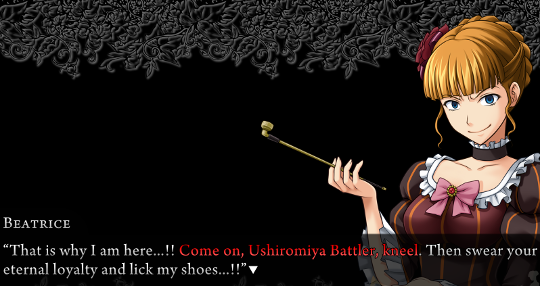 Beatrice
“That is why I am here...!! Come on, Ushiromiya Battler, kneel. Then swear your
eternal loyalty and lick my shoes...!!”▼